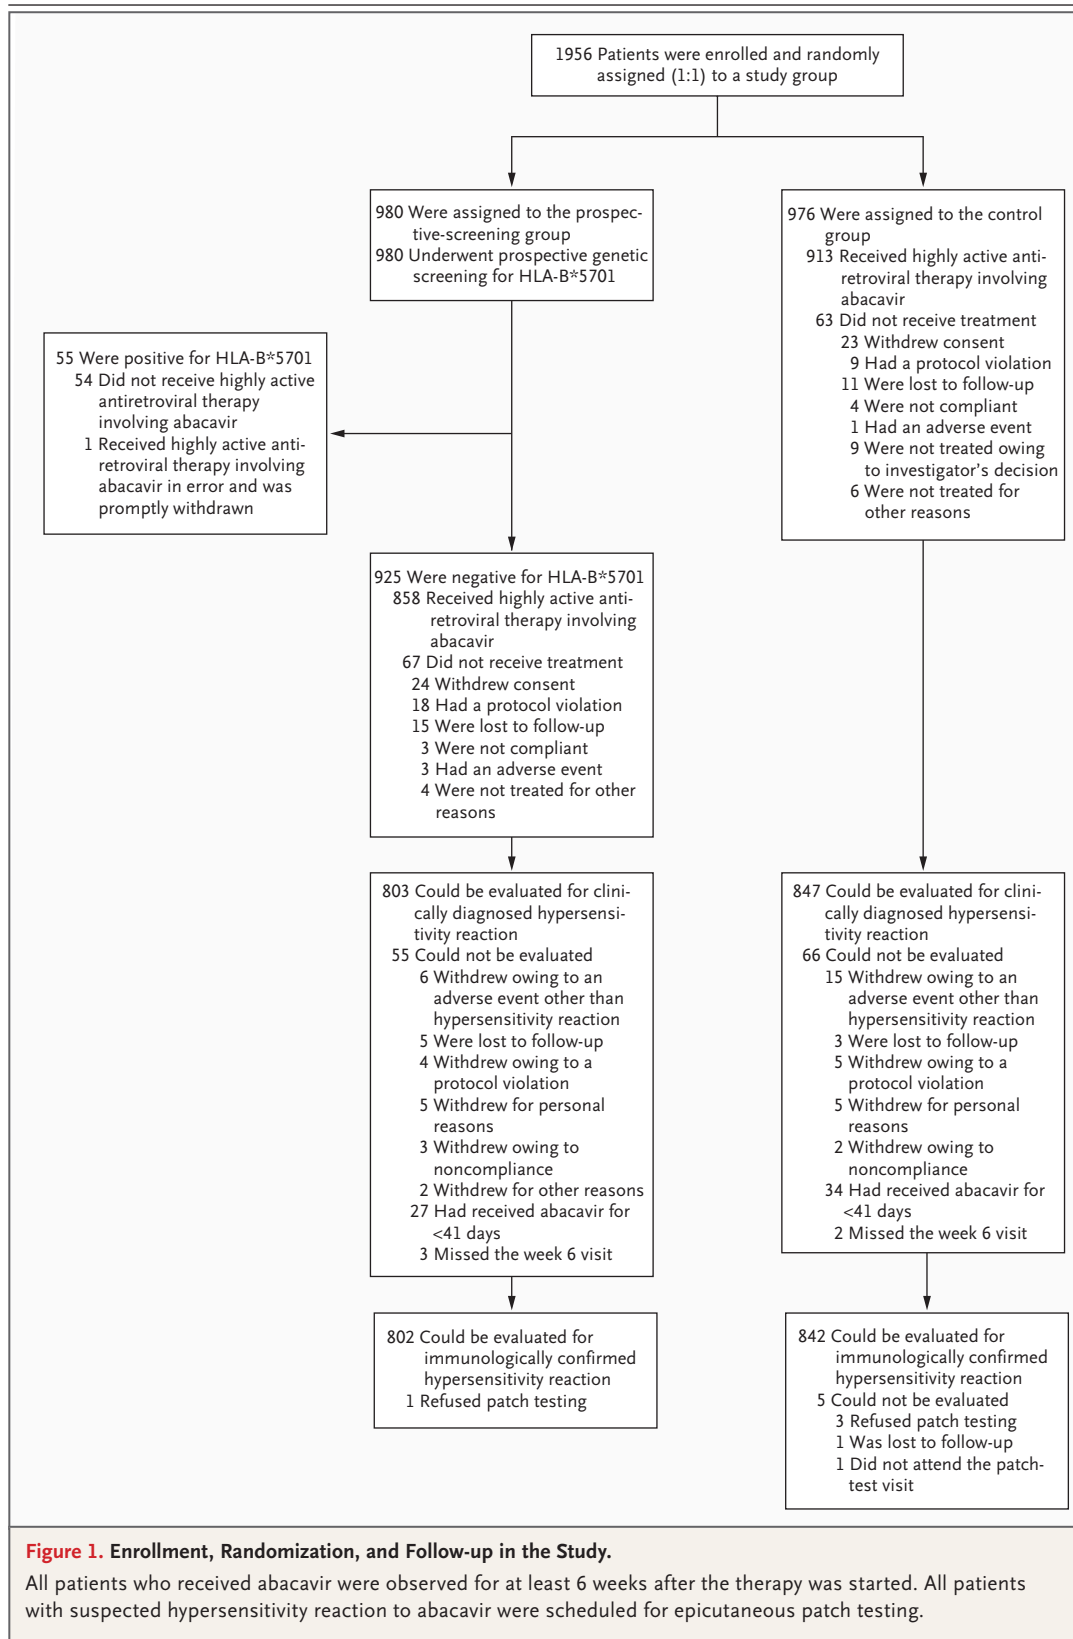 1956 Patients were enrolled and randomly
assigned (1:1) to a study group
980 Were assigned to the prospec-
tive-screening group
980 Underwent prospective genetic
screening for HLA-B*5701
976 Were assigned to the control
group
913 Received highly active anti-
retroviral therapy involving
abacavir
63 Did not receive treatment
23 Withdrew consent
9 Had a protocol violation
11 Were lost to follow-up
4 Were not compliant
1 Had an adverse event
9 Were not treated owing
to investigator’s decision
6 Were not treated for
other reasons
55 Were positive for HLA-B*5701
54 Did not receive highly active
antiretroviral therapy
involving abacavir
1 Received highly active anti-
retroviral therapy involving
abacavir in error and was
promptly withdrawn
925 Were negative for HLA-B*5701
858 Received highly active anti-
retroviral therapy involving
abacavir
67 Did not receive treatment
24 Withdrew consent
18 Had a protocol violation
15 Were lost to follow-up
3 Were not compliant
3 Had an adverse event
4 Were not treated for other
reasons
803 Could be evaluated for clini-
cally diagnosed hypersensi-
tivity reaction
55 Could not be evaluated
6 Withdrew owing to an
adverse event other than
hypersensitivity reaction
5 Were lost to follow-up
4 Withdrew owing to a
protocol violation
5 Withdrew for personal
reasons
3 Withdrew owing to
noncompliance
2 Withdrew for other reasons
27 Had received abacavir for
<41 days
3 Missed the week 6 visit
847 Could be evaluated for clini-
cally diagnosed hypersensi-
tivity reaction
66 Could not be evaluated
15 Withdrew owing to an
adverse event other than
hypersensitivity reaction
3 Were lost to follow-up
5 Withdrew owing to a
protocol violation
5 Withdrew for personal
reasons
2 Withdrew owing to
noncompliance
34 Had received abacavir for
<41 days
2 Missed the week 6 visit
802 Could be evaluated for
immunologically confirmed
hypersensitivity reaction
1 Refused patch testing
842 Could be evaluated for
immunologically confirmed
hypersensitivity reaction
5 Could not be evaluated
3 Refused patch testing
1 Was lost to follow-up
1 Did not attend the patch-
test visit
Figure 1. Enrollment, Randomization, and Follow-up in the Study.
All patients who received abacavir were observed for at least 6 weeks after the therapy was started. All patients
with suspected hypersensitivity reaction to abacavir were scheduled for epicutaneous patch testing.